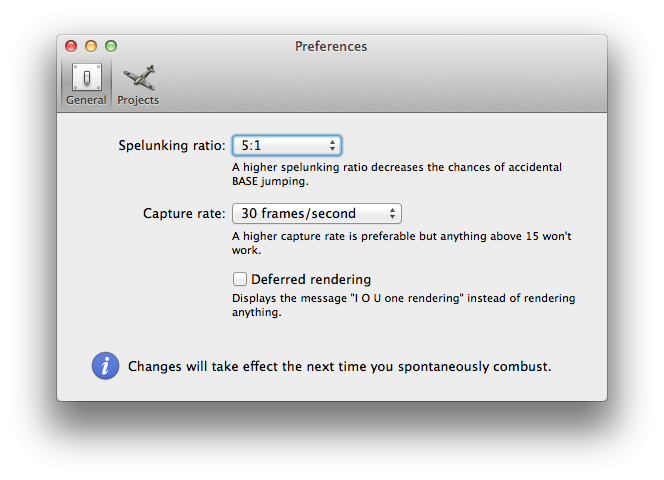 Preferences
General Projects
Spelunking ratio: 5:1
A higher spelunking ratio decreases the chances of accidental
BASE jumping.
Capture rate: 30 frames/second
A higher capture rate is preferable but anything above 15 won't
work.
Deferred rendering
Displays the message "I O U one rendering" instead of rendering
anything.
Changes will take effect the next time you spontaneously combust.